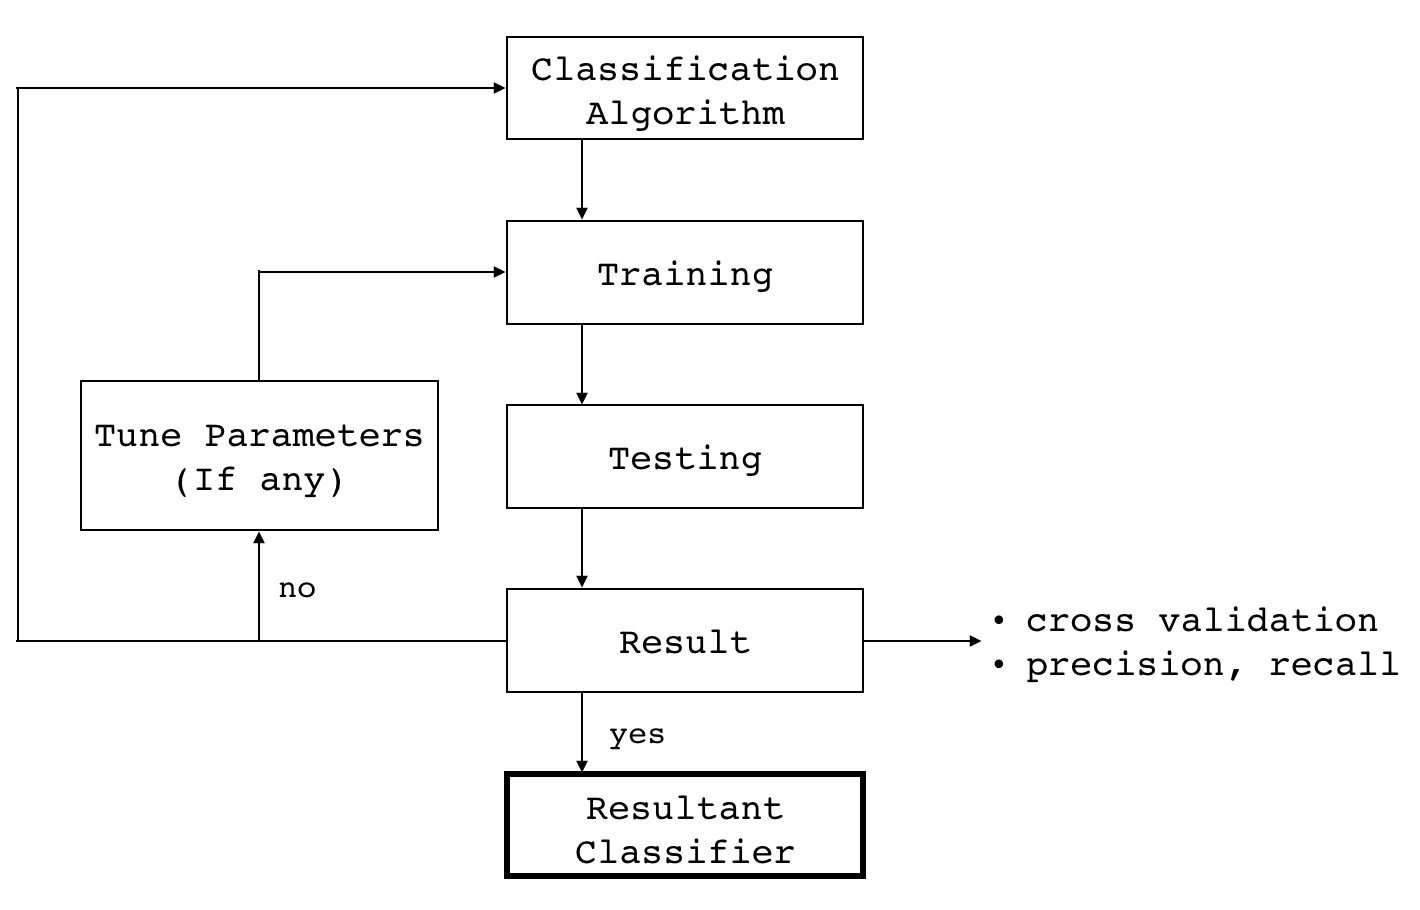 Classification
Algorithm
Training
Tune Parameters
(If any)
Testing
no
Result
• cross validation
• precision, recall
yes
Resultant
Classifier